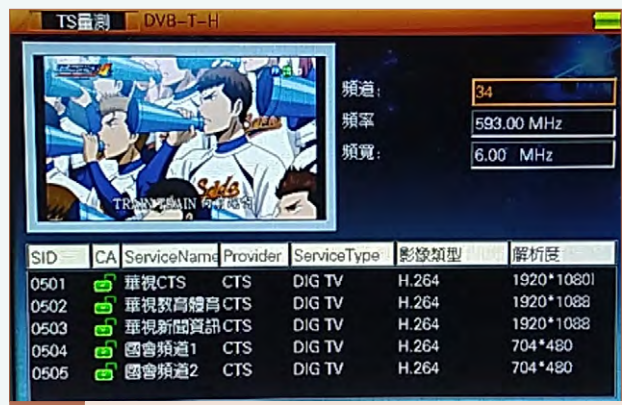 TS量測 DVB-T-H
頻道: 34
頻率 593.00 MHz
頻寬: 6.00 MHz
TRAIN TRAIN
SID CA ServiceName Provider ServiceType 影像類型 解析度
0501 華視CTS CTS DIG TV H.264 1920*1080I
0502 華視教育體育 CTS DIG TV H.264 1920*1088
0503 華視新聞資訊 CTS DIG TV H.264 1920*1088
0504 國會頻道1 CTS DIG TV H.264 704*480
0505 國會頻道2 CTS DIG TV H.264 704*480